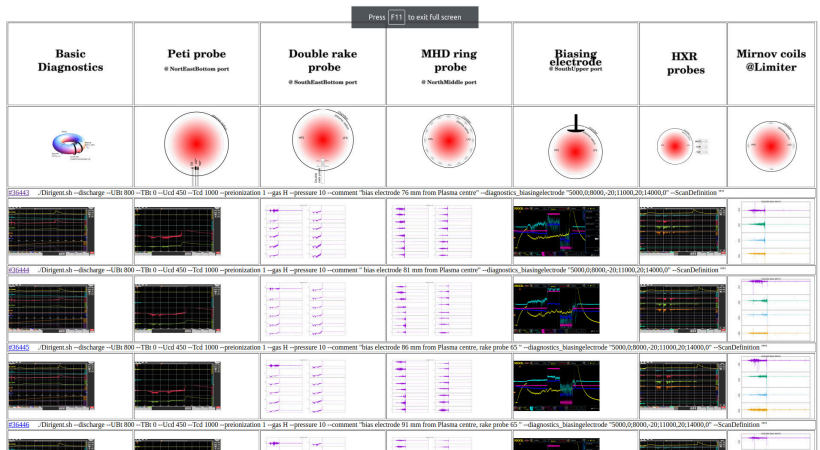 Press F11 to exit full screen
Basic
Diagnostics
Peti probe
@ NortEastBottom port
Double rake
probe
@ SouthEastBottom port
MHD ring
probe
@ NorthMiddle port
Biasing
electrode
@ SouthUpper port
HXR
probes
Mirnov coils
@Limiter
#36443 ./Dirigent.sh --discharge --UBt 800 --TBt 0 --Ucd 450 --Tcd 1000 --preionization 1 --gas H --pressure 10 --comment "bias electrode 76 mm from Plasma centre" --diagnostics_biasingelectrode "5000,0;8000,-20;11000,20;14000,0" --ScanDefinition ""
#36444 ./Dirigent.sh --discharge --UBt 800 --TBt 0 --Ucd 450 --Tcd 1000 --preionization 1 --gas H --pressure 10 --comment " bias electrode 81 mm from Plasma centre" --diagnostics_biasingelectrode "5000,0;8000,-20;11000,20;14000,0" --ScanDefinition ""
#36445 ./Dirigent.sh --discharge --UBt 800 --TBt 0 --Ucd 450 --Tcd 1000 --preionization 1 --gas H --pressure 10 --comment "bias electrode 86 mm from Plasma centre, rake probe 65 " --diagnostics_biasingelectrode "5000,0;8000,-20;11000,20;14000,0" --ScanDefinition ""
#36446 ./Dirigent.sh --discharge --UBt 800 --TBt 0 --Ucd 450 --Tcd 1000 --preionization 1 --gas H --pressure 10 --comment "bias electrode 91 mm from Plasma centre, rake probe 65 " --diagnostics_biasingelectrode "5000,0;8000,-20;11000,20;14000,0" --ScanDefinition ""